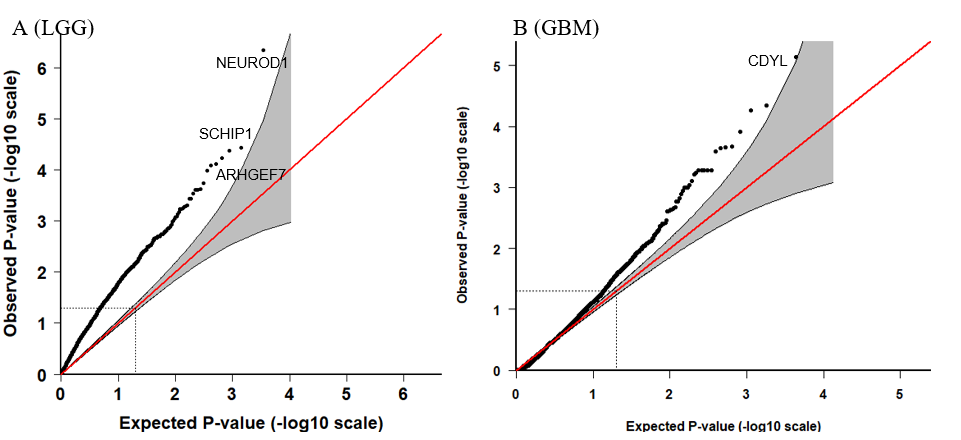 A (LGG)
NEUROD1
SCHIP1
ARHGEF7
Observed P-value (-log10 scale)
6
5
4
3
2
1
0
0 1 2 3 4 5 6
Expected P-value (-log10 scale)
B (GBM)
CDYL
Observed P-value (-log10 scale)
5
4
3
2
1
0
0 1 2 3 4 5
Expected P-value (-log10 scale)